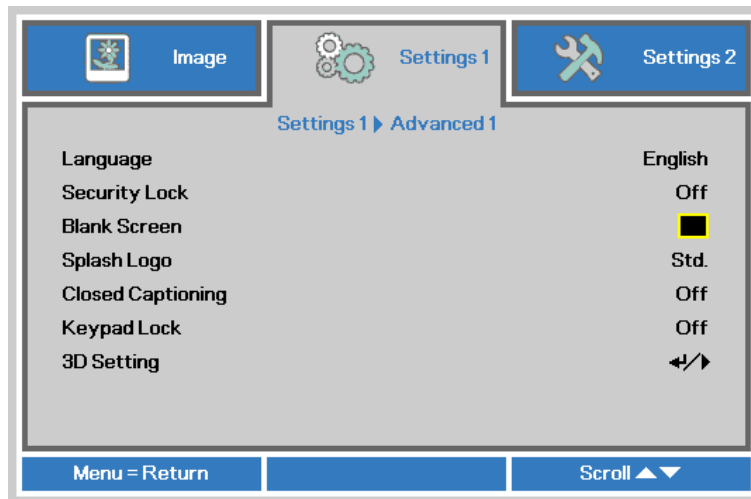 Image
Settings 1
Settings 2
Settings 1 ▶ Advanced 1
Language English
Security Lock Off
Blank Screen
Splash Logo Std.
Closed Captioning Off
Keypad Lock Off
3D Setting ↵/▶
Menu = Return
Scroll ▲▼